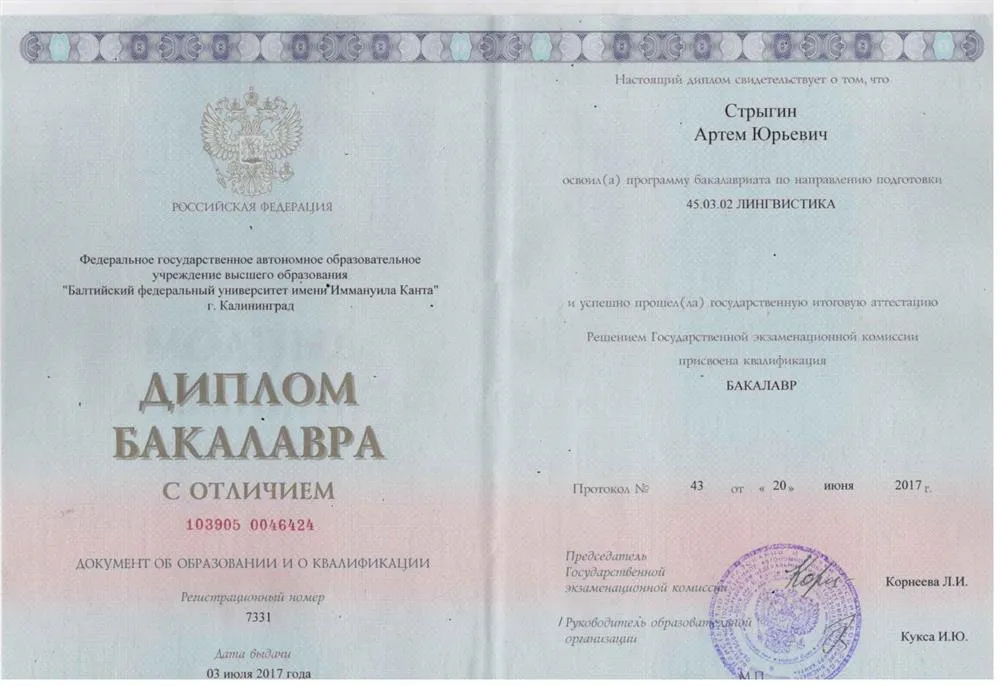 РОССИЙСКАЯ ФЕДЕРАЦИЯ
Федеральное государственное автономное образовательное
учреждение высшего образования
"Балтийский федеральный университет имени Иммануила Канта"
г. Калининград
ДИПЛОМ
БАКАЛАВРА
С ОТЛИЧИЕМ
103905 0046424
ДОКУМЕНТ ОБ ОБРАЗОВАНИИ И О КВАЛИФИКАЦИИ
Регистрационный номер
7331
Дата выдачи
03 июля 2017 года
Настоящий диплом свидетельствует о том, что
Стрыгин
Артем Юрьевич
освоил(а) программу бакалавриата по направлению подготовки
45.03.02 ЛИНГВИСТИКА
и успешно прошел(ла) государственную итоговую аттестацию
Решением Государственной экзаменационной комиссии
присвоена квалификация
БАКАЛАВР
Протокол № 43 от « 20 » июня 2017 г.
Председатель
Государственной
экзаменационной комиссии
Корнеева Л.И.
Руководитель образовательной
организации
Кукса И.Ю.
М.П.